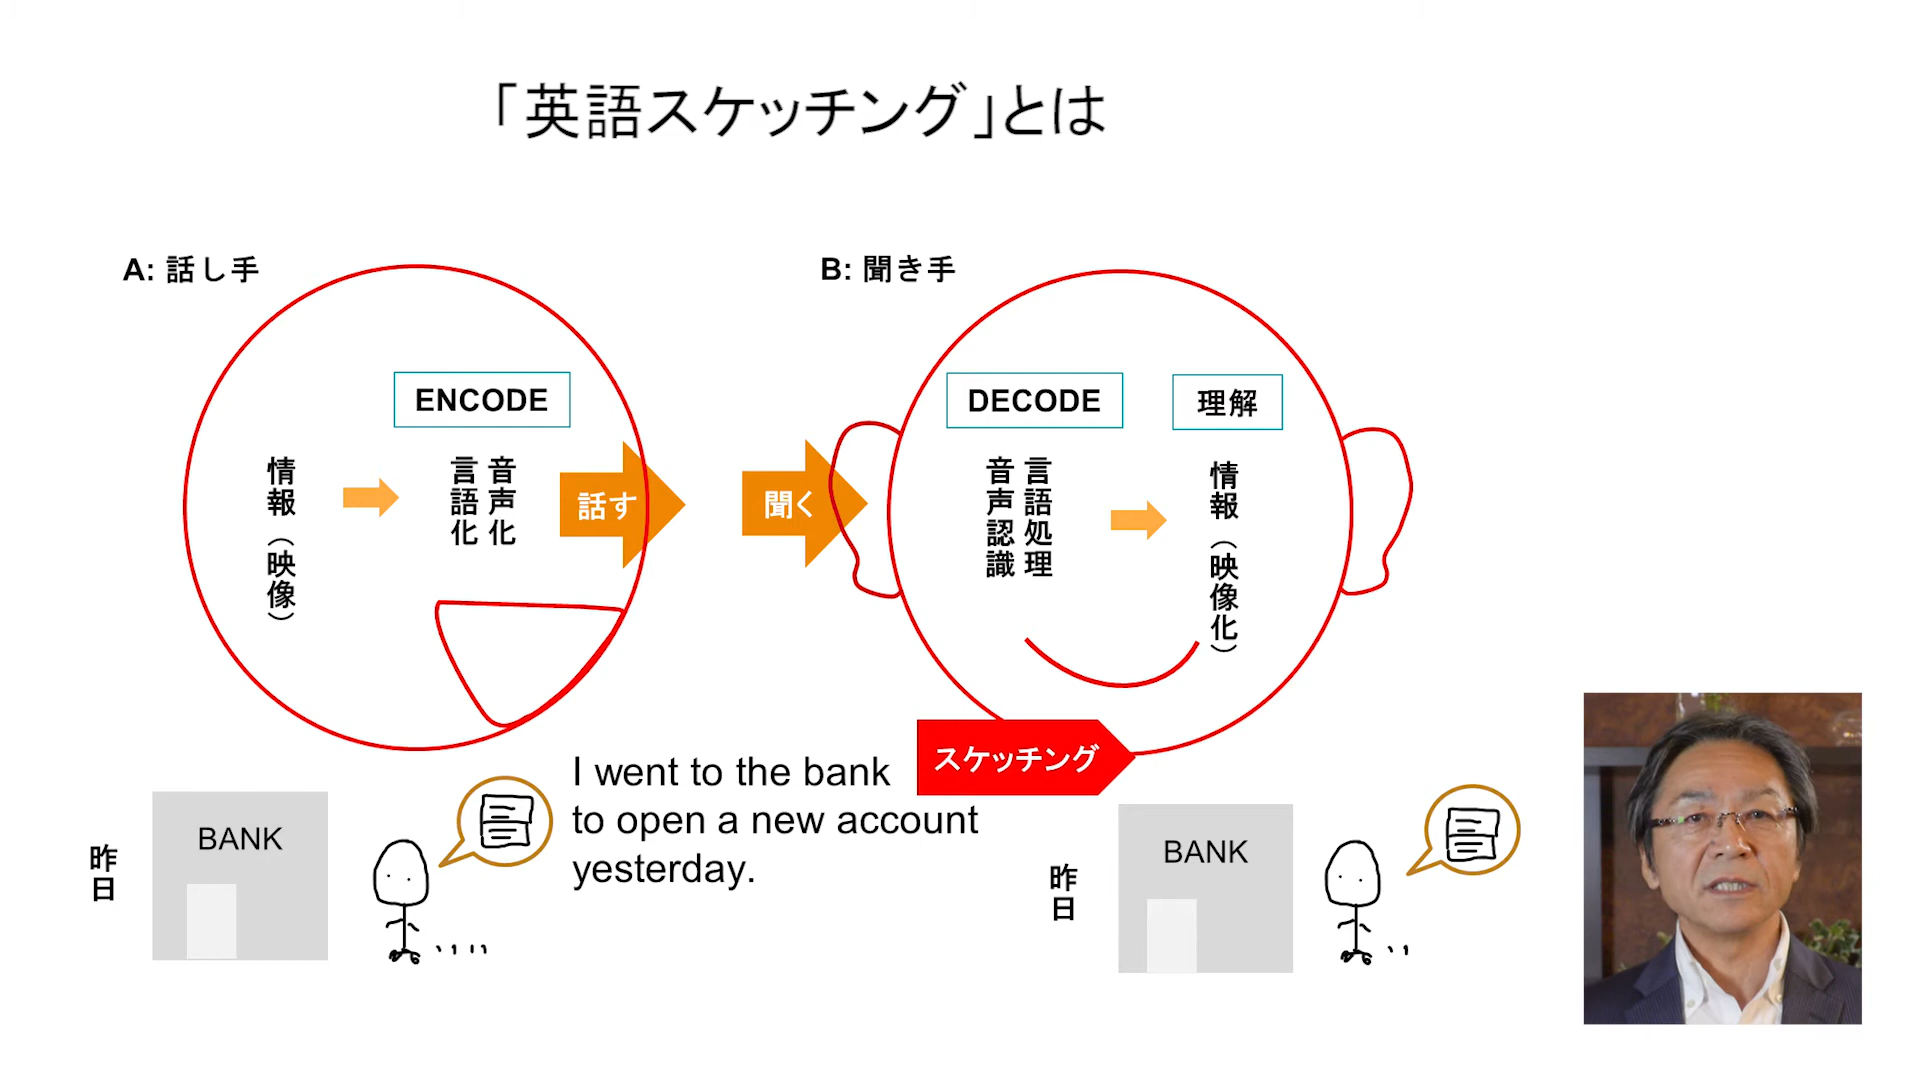 「英語スケッチング」とは
A: 話し手
ENCODE
情報（映像）
言語化
音声化
話す
B: 聞き手
聞く
DECODE
音声認識
言語処理
理解
情報（映像化）
昨日
BANK
I went to the bank
to open a new account
yesterday.
スケッチング
昨日
BANK